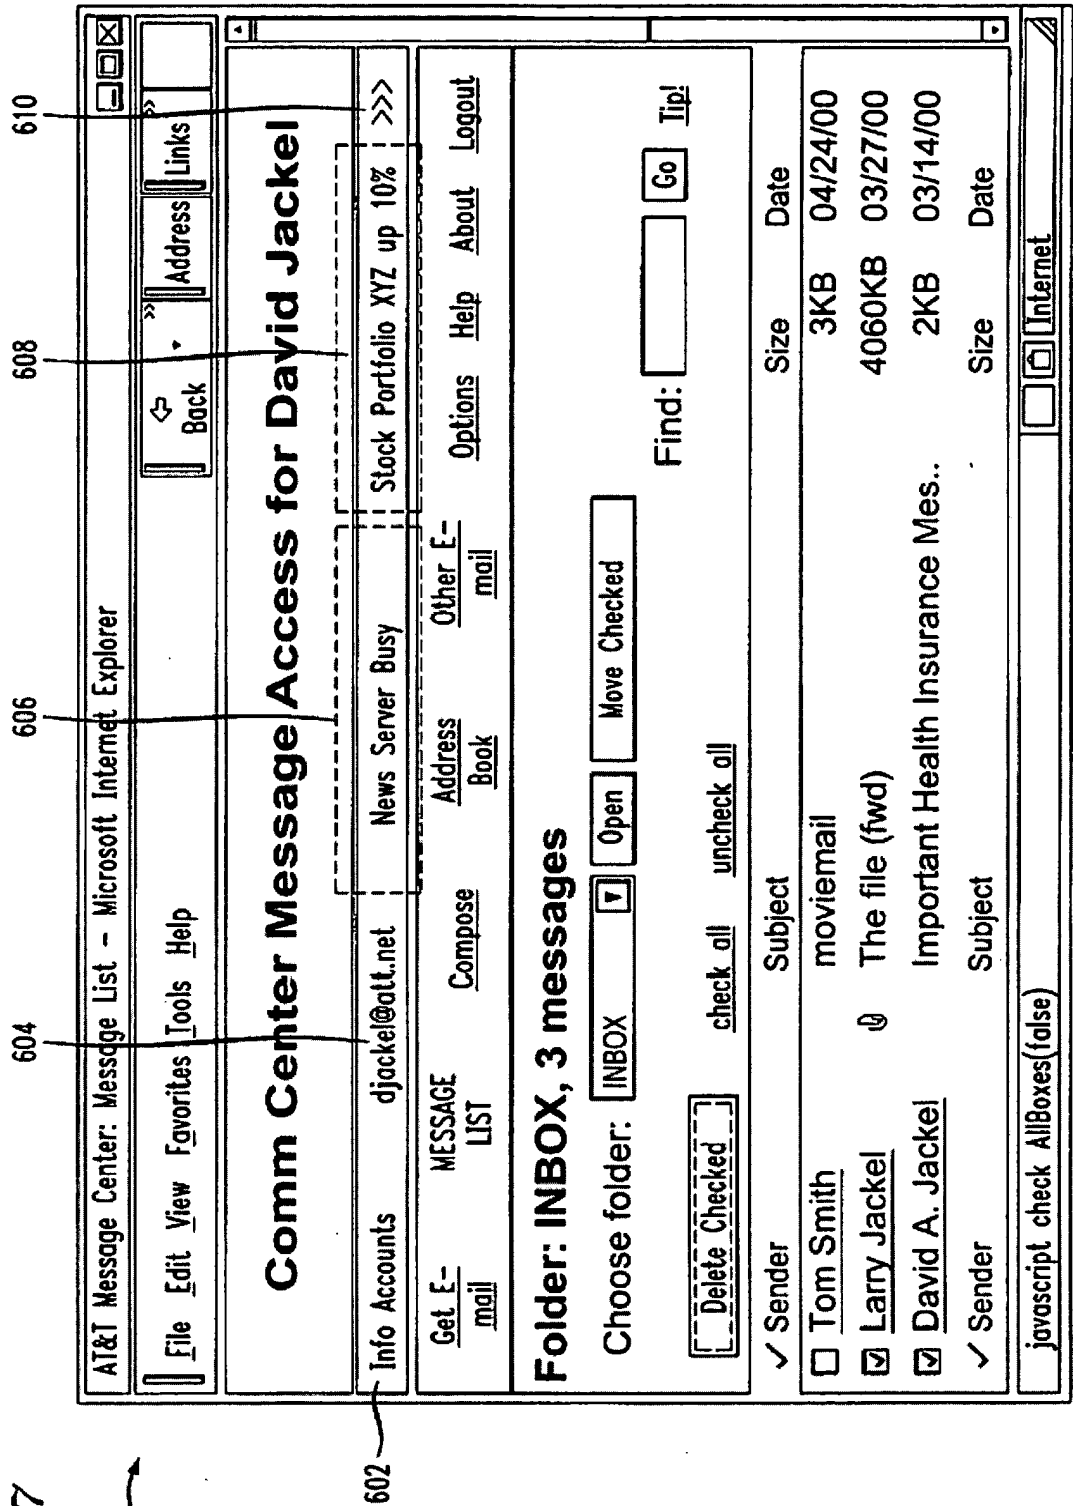 7
610
608
606
604
602
AT&T Message Center: Message List – Microsoft Internet Explorer
File Edit View Favorites Tools Help
Back
Address
Links
Comm Center Message Access for David Jackel
Info Accounts djackel@att.net News Server Busy Stock Portfolio XYZ up 10% >>>
Get E–mail MESSAGE LIST Compose Address Book Other E–mail Options Help About Logout
Folder: INBOX, 3 messages
Choose folder: INBOX Open Move Checked
Find: Go Tip!
Delete Checked check all uncheck all
✓ Sender Subject Size Date
Tom Smith moviemail 3KB 04/24/00
Larry Jackel The file (fwd) 4060KB 03/27/00
David A. Jackel Important Health Insurance Mes.. 2KB 03/14/00
✓ Sender Subject Size Date
javascript check AllBoxes(false) Internet